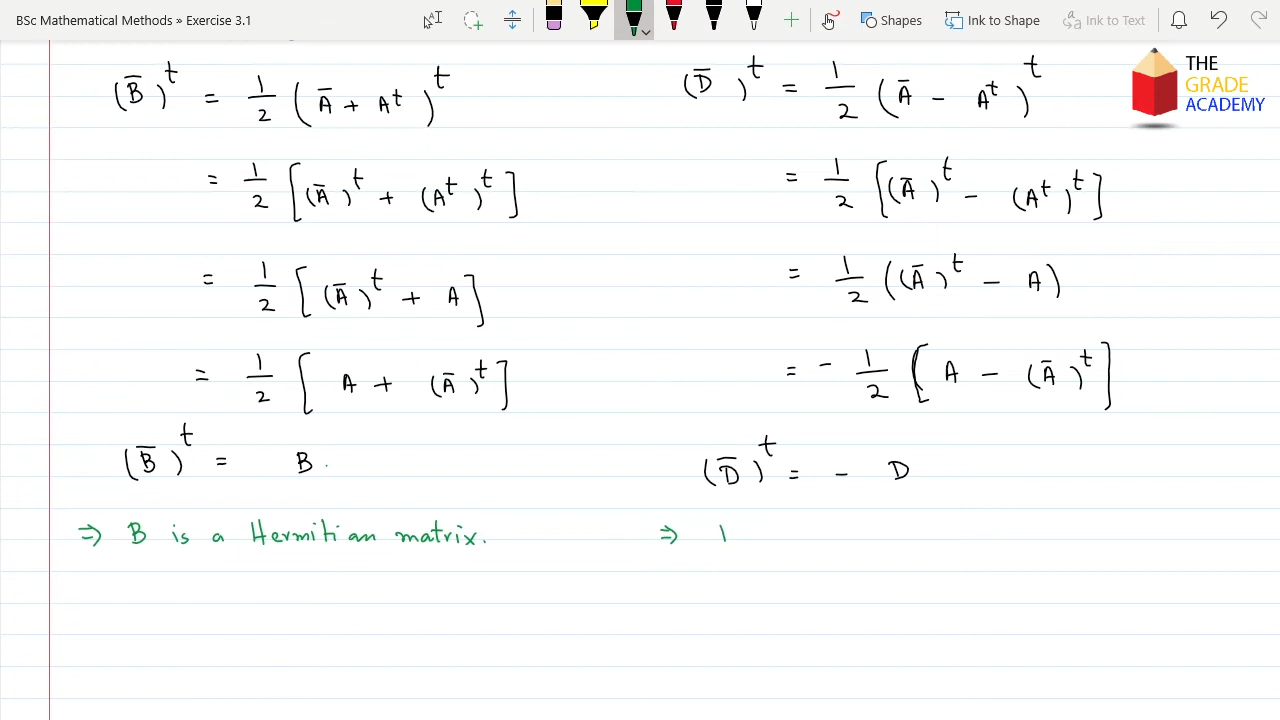 BSc Mathematical Methods » Exercise 3.1
Shapes
Ink to Shape
Ink to Text
THE
GRADE
ACADEMY
(B̅)ᵗ = 1/2 (A̅ + Aᵗ)ᵗ
= 1/2 [(A̅)ᵗ + (Aᵗ)ᵗ]
= 1/2 [(A̅)ᵗ + A]
= 1/2 [A + (A̅)ᵗ]
(B̅)ᵗ = B.
⇒ B is a Hermitian matrix.
(D̅)ᵗ = 1/2 (A̅ - Aᵗ)ᵗ
= 1/2 [(A̅)ᵗ - (Aᵗ)ᵗ]
= 1/2 ((A̅)ᵗ - A)
= - 1/2 [A - (A̅)ᵗ]
(D̅)ᵗ = - D
⇒